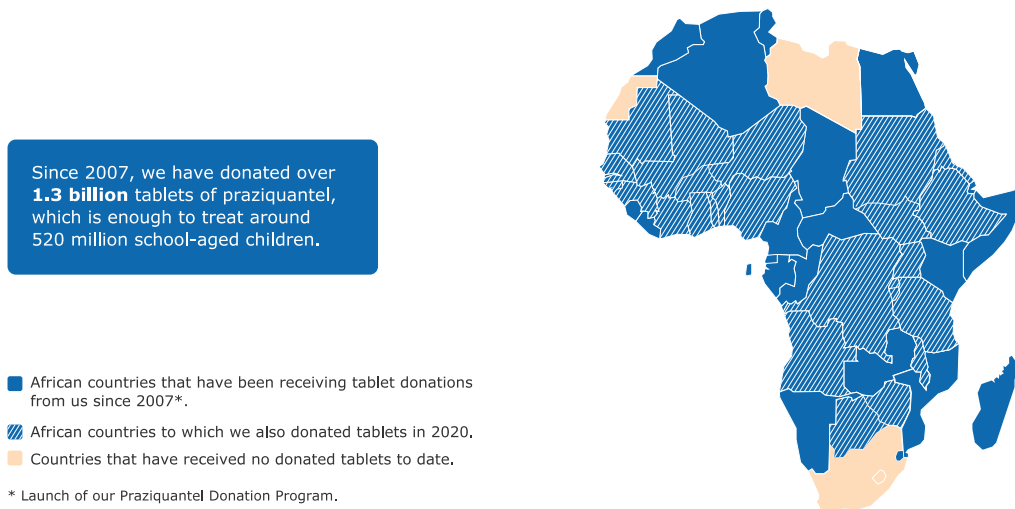 Since 2007, we have donated over
1.3 billion tablets of praziquantel,
which is enough to treat around
520 million school-aged children.
African countries that have been receiving tablet donations
from us since 2007*.
African countries to which we also donated tablets in 2020.
Countries that have received no donated tablets to date.
* Launch of our Praziquantel Donation Program.